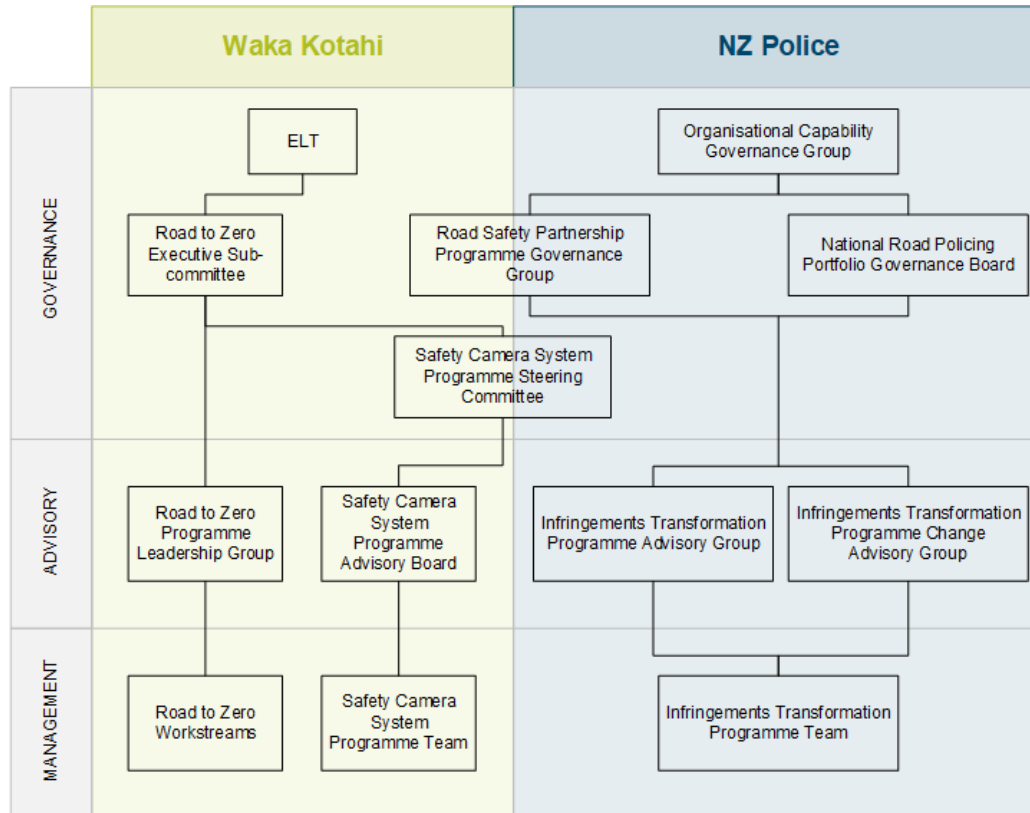 Waka Kotahi
NZ Police
GOVERNANCE
ELT
Organisational Capability
Governance Group
Road to Zero
Executive Sub-
committee
Road Safety Partnership
Programme Governance
Group
National Road Policing
Portfolio Governance Board
Safety Camera System
Programme Steering
Committee
ADVISORY
Road to Zero
Programme
Leadership Group
Safety Camera
System
Programme
Advisory Board
Infringements Transformation
Programme Advisory Group
Infringements Transformation
Programme Change
Advisory Group
MANAGEMENT
Road to Zero
Workstreams
Safety Camera
System
Programme Team
Infringements Transformation
Programme Team